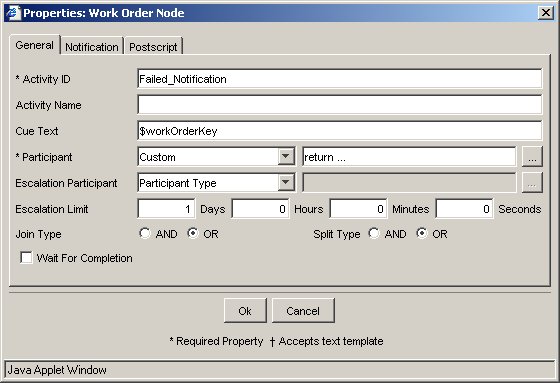 Properties: Work Order Node
General Notification Postscript
* Activity ID Failed_Notification
Activity Name
Cue Text $workOrderKey
* Participant Custom return ... ...
Escalation Participant Participant Type ...
Escalation Limit 1 Days 0 Hours 0 Minutes 0 Seconds
Join Type AND OR Split Type AND OR
Wait For Completion
Ok Cancel
* Required Property † Accepts text template
Java Applet Window